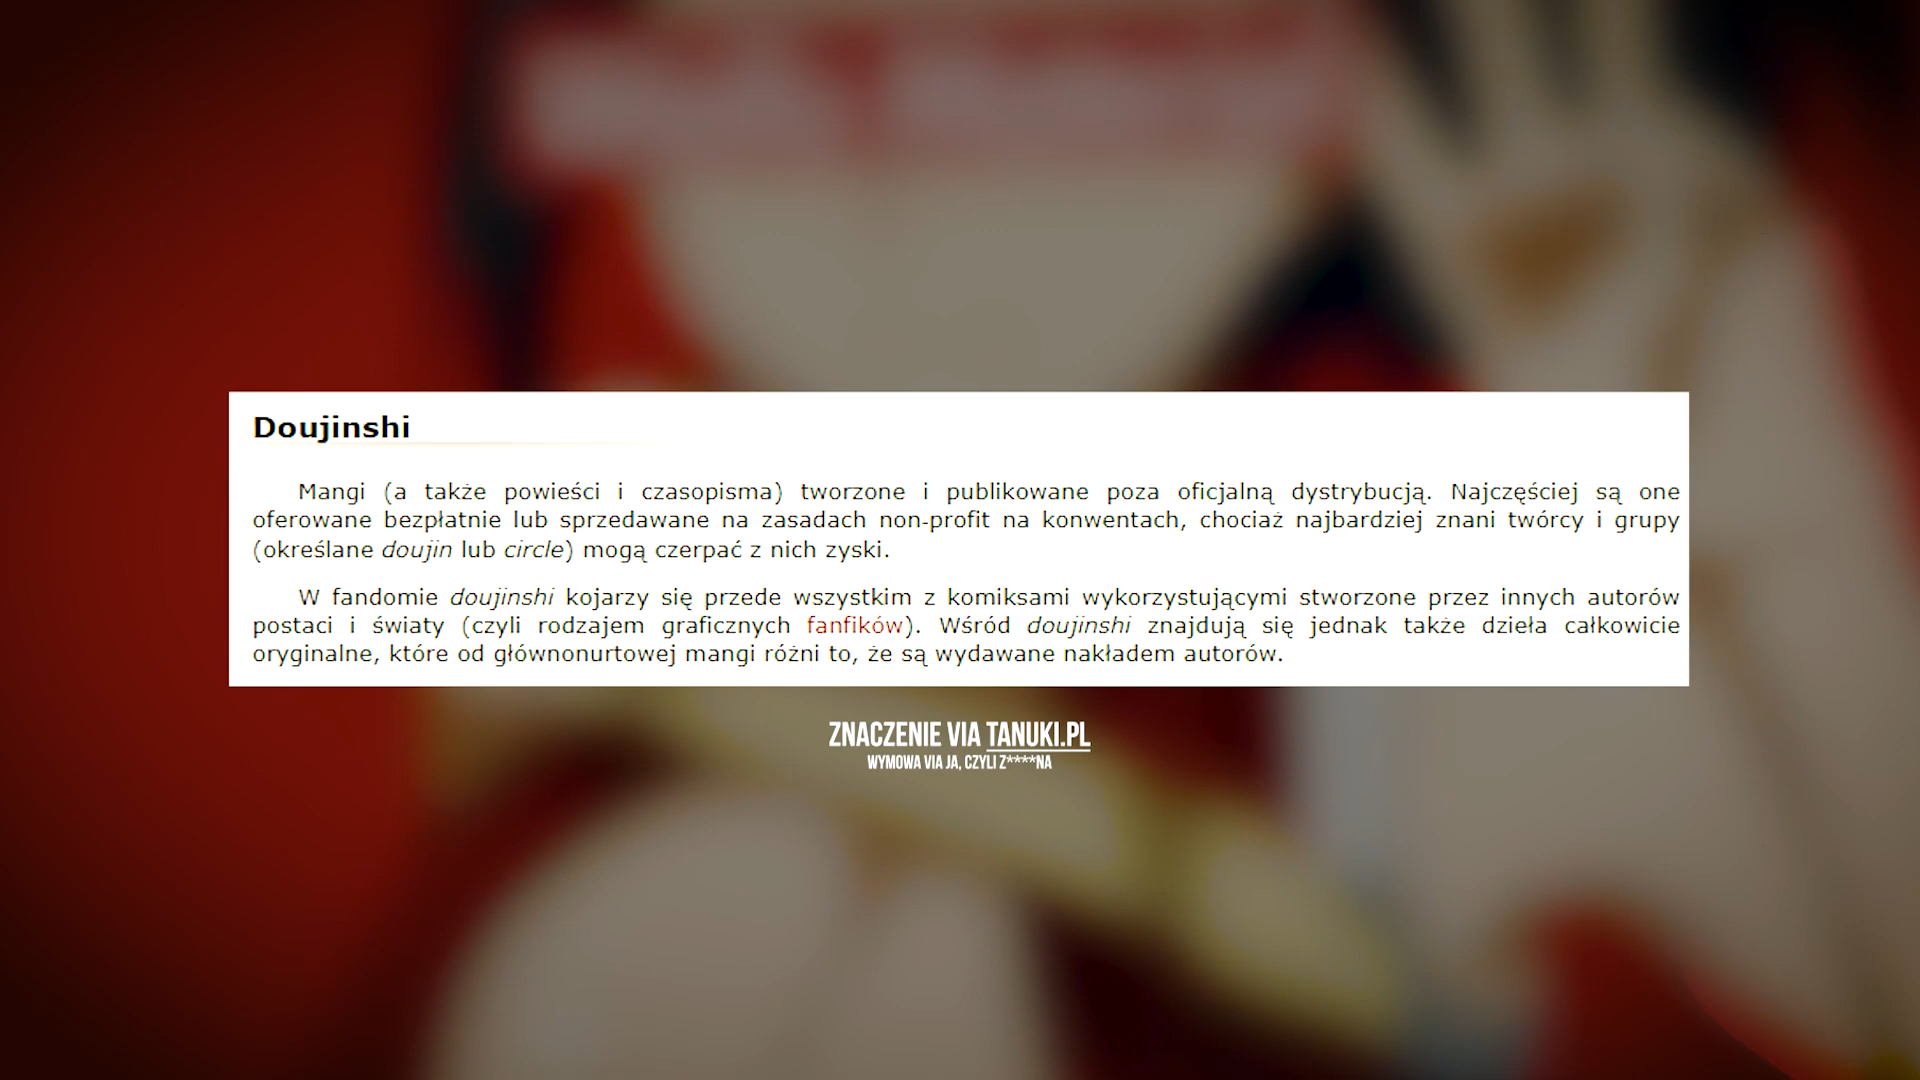 Doujinshi
Mangi (a także powieści i czasopisma) tworzone i publikowane poza oficjalną dystrybucją. Najczęściej są one
oferowane bezpłatnie lub sprzedawane na zasadach non-profit na konwentach, chociaż najbardziej znani twórcy i grupy
(określane doujin lub circle) mogą czerpać z nich zyski.
W fandomie doujinshi kojarzy się przede wszystkim z komiksami wykorzystującymi stworzone przez innych autorów
postaci i światy (czyli rodzajem graficznych fanfików). Wśród doujinshi znajdują się jednak także dzieła całkowicie
oryginalne, które od głównonurtowej mangi różni to, że są wydawane nakładem autorów.
ZNACZENIE VIA TANUKI.PL
WYMOWA VIA JA, CZYLI Z****NA